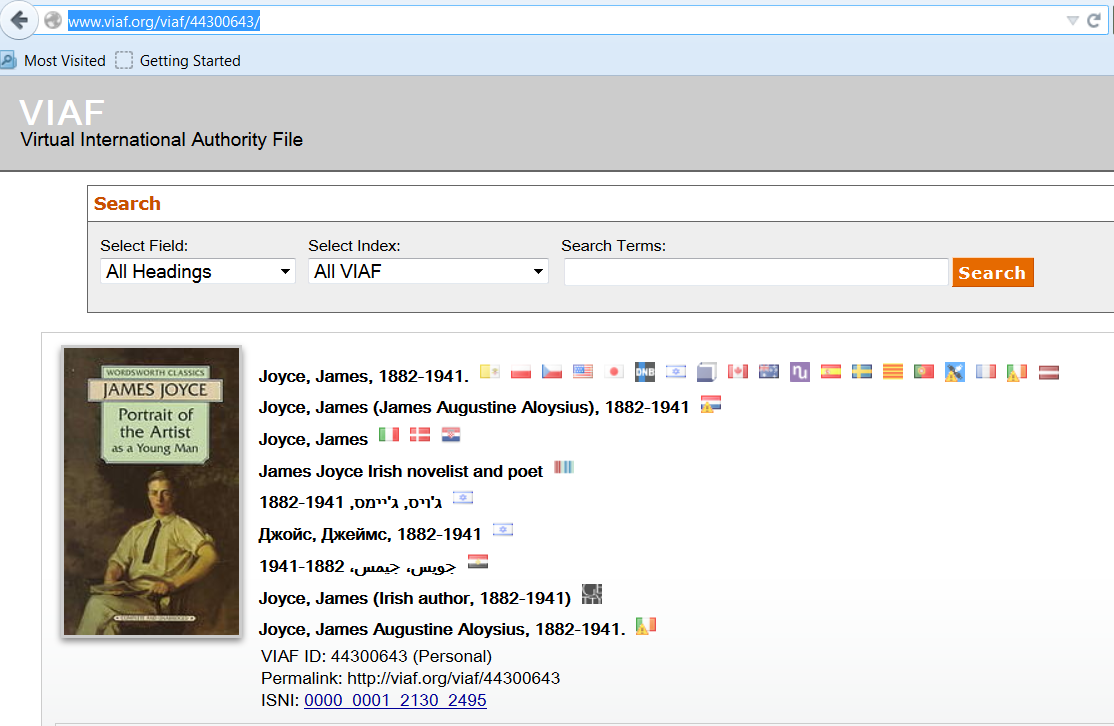 www.viaf.org/viaf/44300643/
Most Visited Getting Started
VIAF
Virtual International Authority File
Search
Select Field: Select Index: Search Terms:
All Headings All VIAF Search
WORDSWORTH CLASSICS
JAMES JOYCE
Portrait of
the Artist
as a Young Man
COMPLETE AND UNABRIDGED
Joyce, James, 1882-1941. DNB n
Joyce, James (James Augustine Aloysius), 1882-1941
Joyce, James
James Joyce Irish novelist and poet
ג'ויס, ג'יימס, 1882-1941
Джойс, Джеймс, 1882-1941
جويس، جيمس، 1882-1941
Joyce, James (Irish author, 1882-1941)
Joyce, James Augustine Aloysius, 1882-1941.
VIAF ID: 44300643 (Personal)
Permalink: http://viaf.org/viaf/44300643
ISNI: 0000 0001 2130 2495